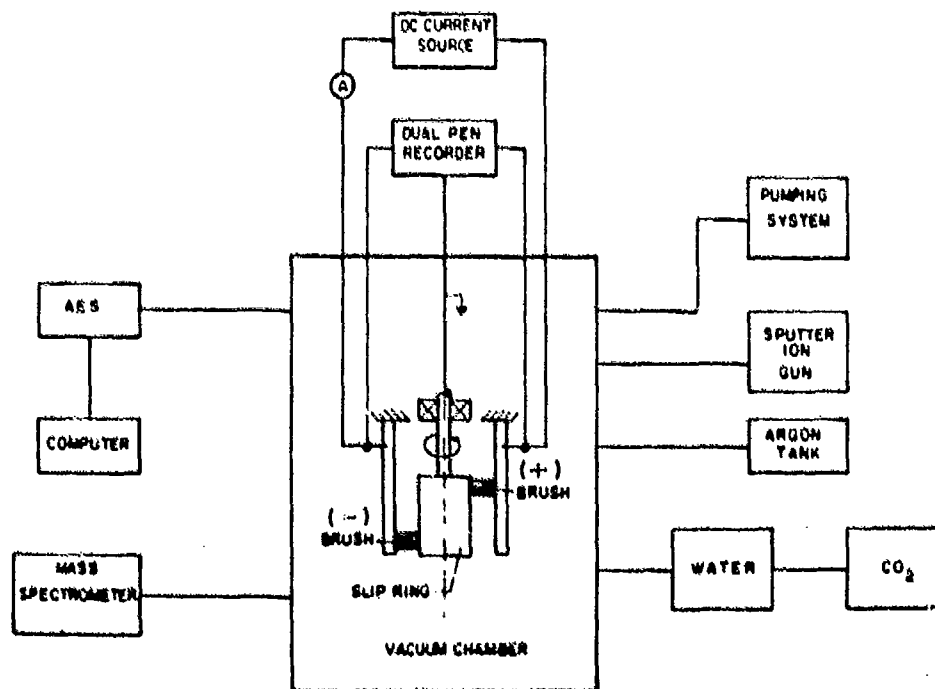 DC CURRENT
SOURCE
A
DUAL PEN
RECORDER
PUMPING
SYSTEM
AES
SPUTTER
ION
GUN
COMPUTER
ARGON
TANK
(+)
BRUSH
(-)
BRUSH
MASS
SPECTROMETER
WATER
CO2
SLIP RING
VACUUM CHAMBER